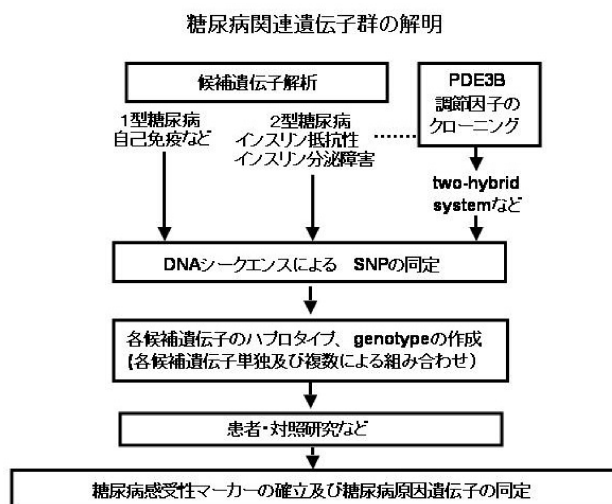 糖尿病関連遺伝子群の解明
候補遺伝子解析
PDE3B
調節因子の
クローニング
1型糖尿病
自己免疫など
2型糖尿病
インスリン抵抗性
インスリン分泌障害
two-hybrid
systemなど
DNAシークエンスによる SNPの同定
各候補遺伝子のハプロタイプ、genotypeの作成
(各候補遺伝子単独及び複数による組み合わせ)
患者・対照研究など
糖尿病感受性マーカーの確立及び糖尿病原因遺伝子の同定